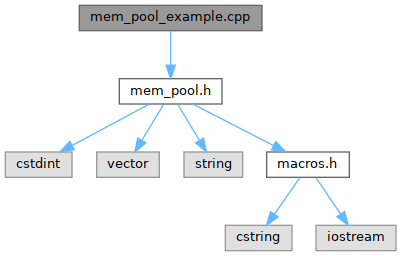 mem_pool_example.cpp
mem_pool.h
cstdint
vector
string
macros.h
cstring
iostream